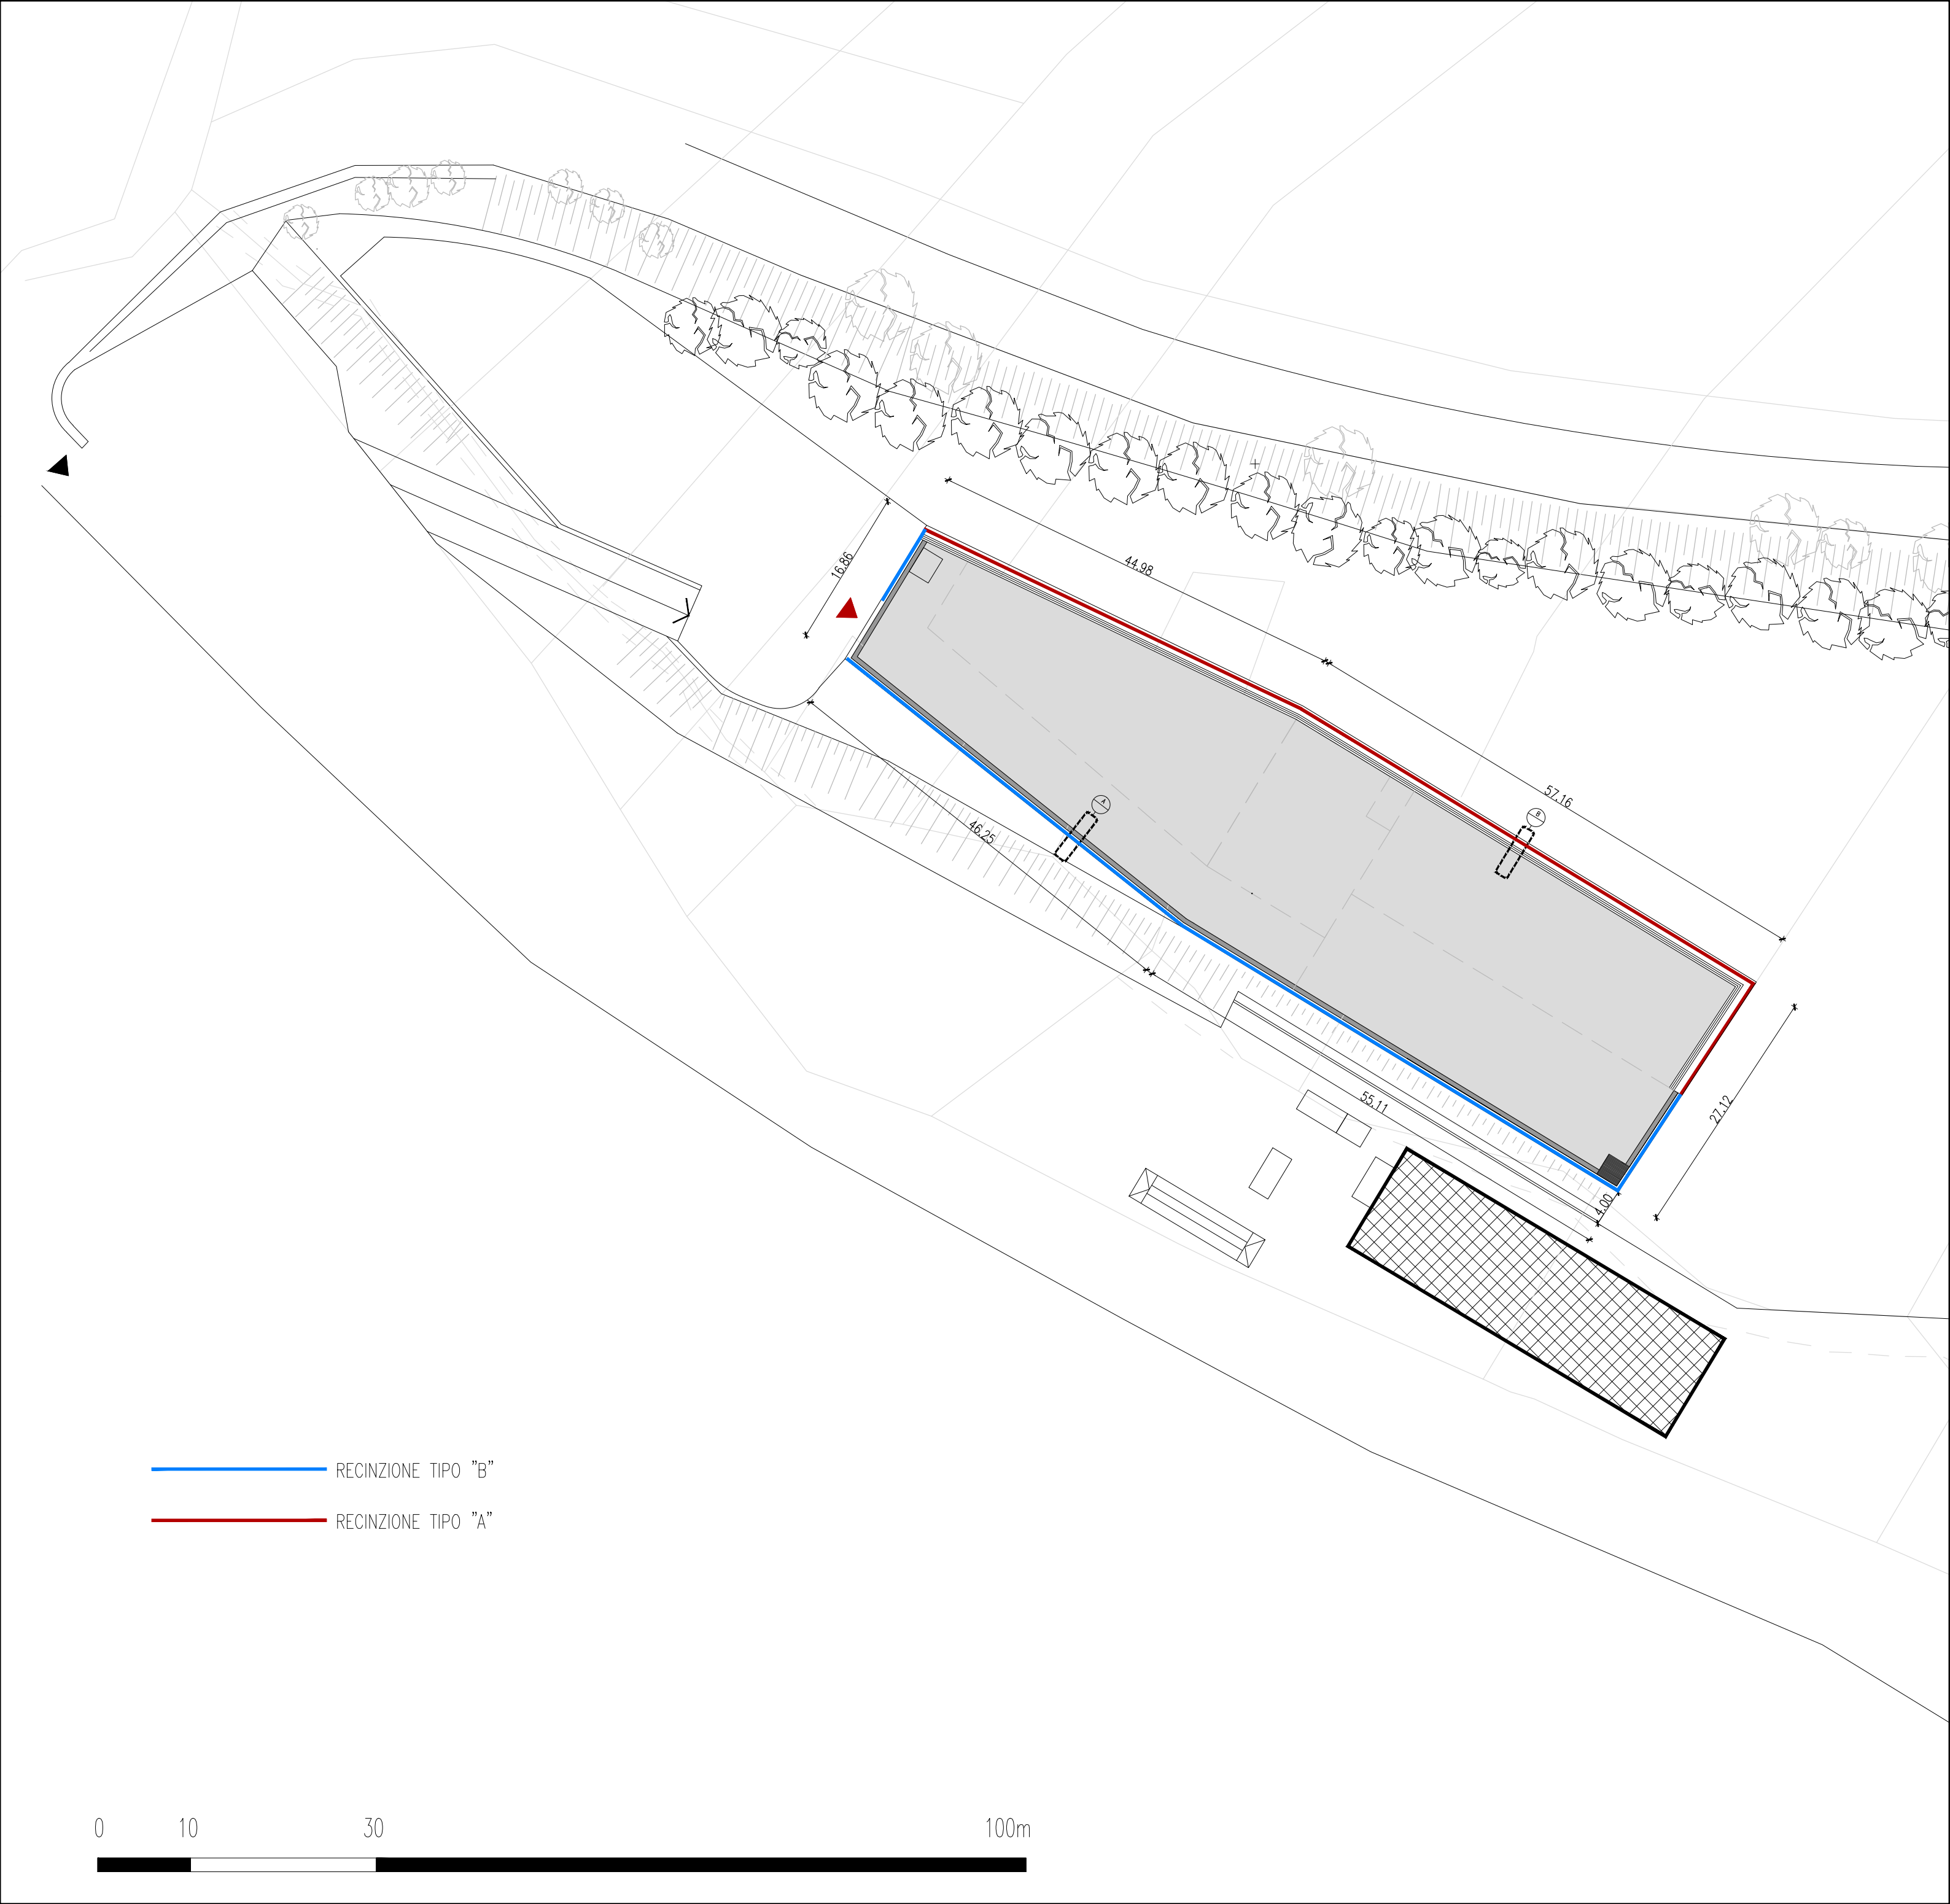 16.86
44.98
57.16
A
B
46.25
55.11
27.12
4.00
RECINZIONE TIPO "B"
RECINZIONE TIPO "A"
0 10 30 100m